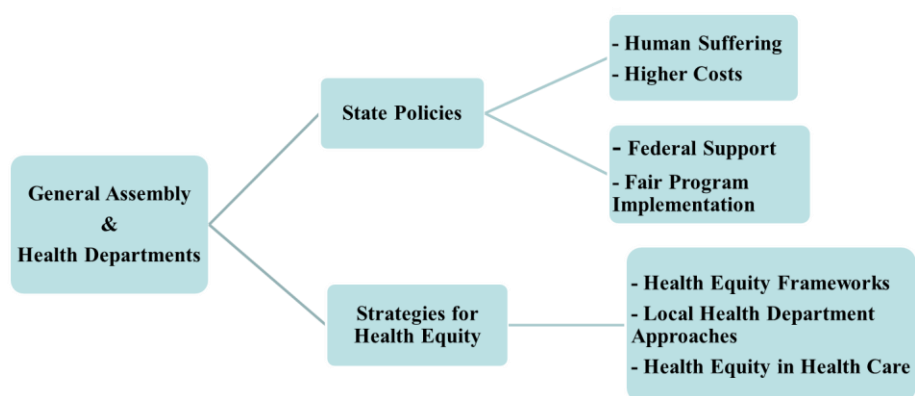 General Assembly
&
Health Departments
State Policies
- Human Suffering
- Higher Costs
- Federal Support
- Fair Program
Implementation
Strategies for
Health Equity
- Health Equity Frameworks
- Local Health Department
Approaches
- Health Equity in Health Care